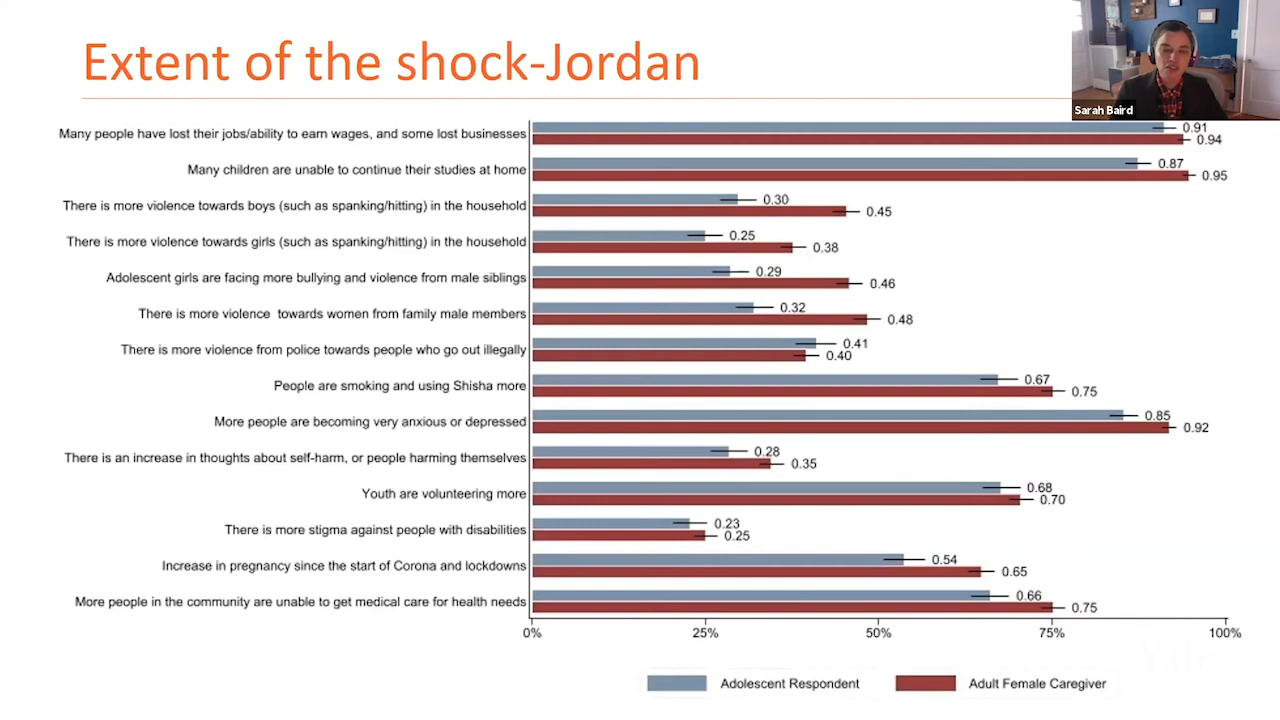 Extent of the shock-Jordan
Sarah Baird
Many people have lost their jobs/ability to earn wages, and some lost businesses
0.91
0.94
Many children are unable to continue their studies at home
0.87
0.95
There is more violence towards boys (such as spanking/hitting) in the household
0.30
0.45
There is more violence towards girls (such as spanking/hitting) in the household
0.25
0.38
Adolescent girls are facing more bullying and violence from male siblings
0.29
0.46
There is more violence towards women from family male members
0.32
0.48
There is more violence from police towards people who go out illegally
0.41
0.40
People are smoking and using Shisha more
0.67
0.75
More people are becoming very anxious or depressed
0.85
0.92
There is an increase in thoughts about self-harm, or people harming themselves
0.28
0.35
Youth are volunteering more
0.68
0.70
There is more stigma against people with disabilities
0.23
0.25
Increase in pregnancy since the start of Corona and lockdowns
0.54
0.65
More people in the community are unable to get medical care for health needs
0.66
0.75
0% 25% 50% 75% 100%
Adolescent Respondent Adult Female Caregiver